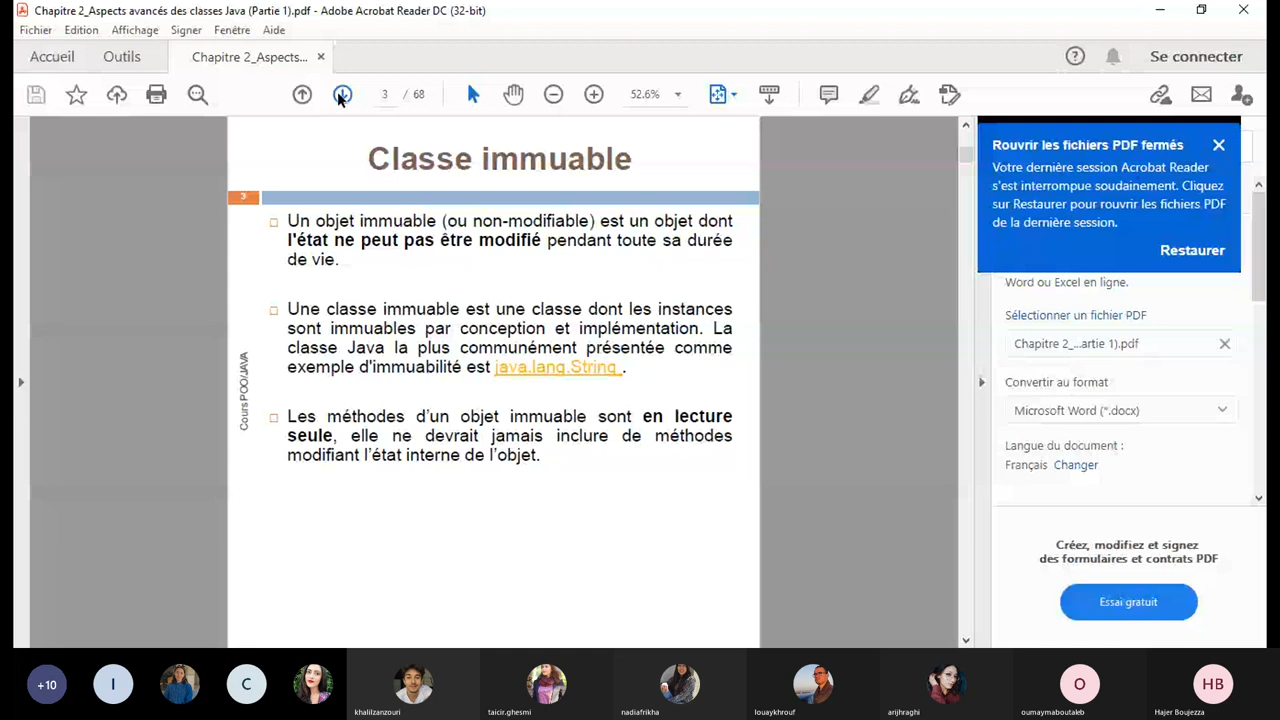 Chapitre 2_Aspects avancés des classes Java (Partie 1).pdf - Adobe Acrobat Reader DC (32-bit)
Fichier Edition Affichage Signer Fenêtre Aide
Accueil Outils Chapitre 2_Aspects... × Se connecter
3 / 68 52.6%
Classe immuable
3
Un objet immuable (ou non-modifiable) est un objet dont
l'état ne peut pas être modifié pendant toute sa durée
de vie.
Une classe immuable est une classe dont les instances
sont immuables par conception et implémentation. La
classe Java la plus communément présentée comme
exemple d'immuabilité est java.lang.String .
Les méthodes d’un objet immuable sont en lecture
seule, elle ne devrait jamais inclure de méthodes
modifiant l’état interne de l’objet.
Cours POO/JAVA
Rouvrir les fichiers PDF fermés
Votre dernière session Acrobat Reader
s'est interrompue soudainement. Cliquez
sur Restaurer pour rouvrir les fichiers PDF
de la dernière session.
Restaurer
Word ou Excel en ligne.
Sélectionner un fichier PDF
Chapitre 2_...artie 1).pdf
Convertir au format
Microsoft Word (*.docx)
Langue du document :
Français Changer
Créez, modifiez et signez
des formulaires et contrats PDF
Essai gratuit
+10 I C O HB
khalilzanzouri taicir.ghesmi nadiafrikha louaykhrouf arijhraghi oumaymaboutaleb Hajer Boujezza